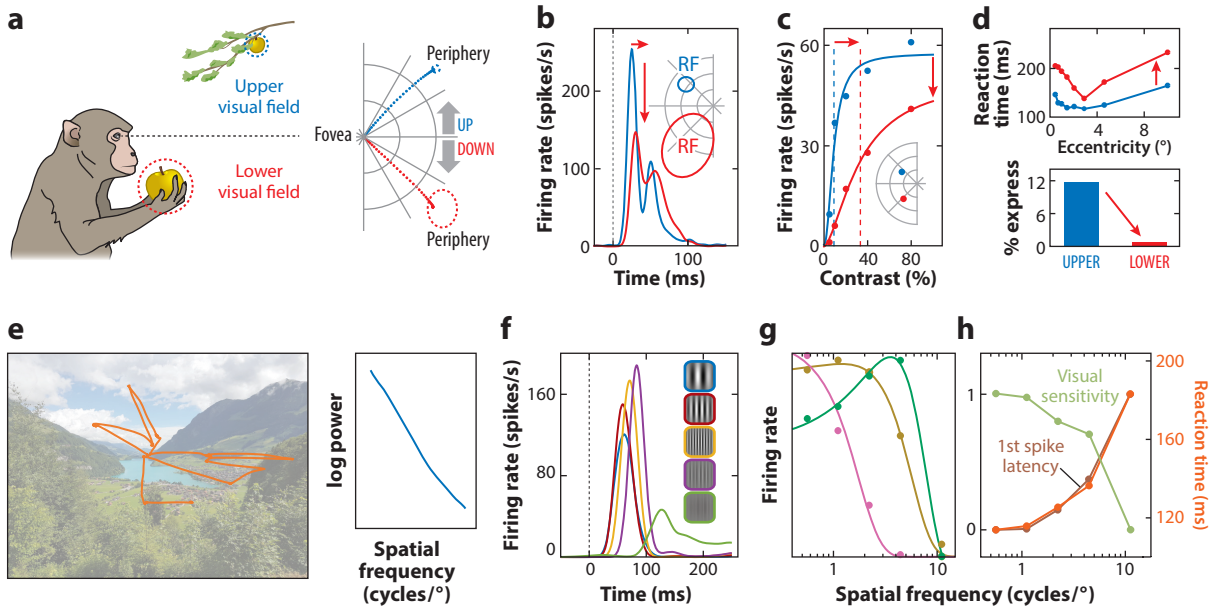 a
Upper
visual field
Lower
visual field
Periphery
Fovea
UP
DOWN
Periphery
b
Firing rate (spikes/s)
200
100
0
RF
RF
0
100
Time (ms)
c
Firing rate (spikes/s)
60
30
0
0
40
80
Contrast (%)
d
Reaction
time (ms)
200
150
100
0
5
10
Eccentricity (°)
% express
12
6
0
UPPER
LOWER
e
log power
Spatial
frequency
(cycles/°)
f
Firing rate (spikes/s)
160
80
0
0
100
200
Time (ms)
g
Firing rate
1
10
h
1
0
Visual
sensitivity
1st spike
latency
200
160
120
Reaction time (ms)
1
10
Spatial frequency (cycles/°)